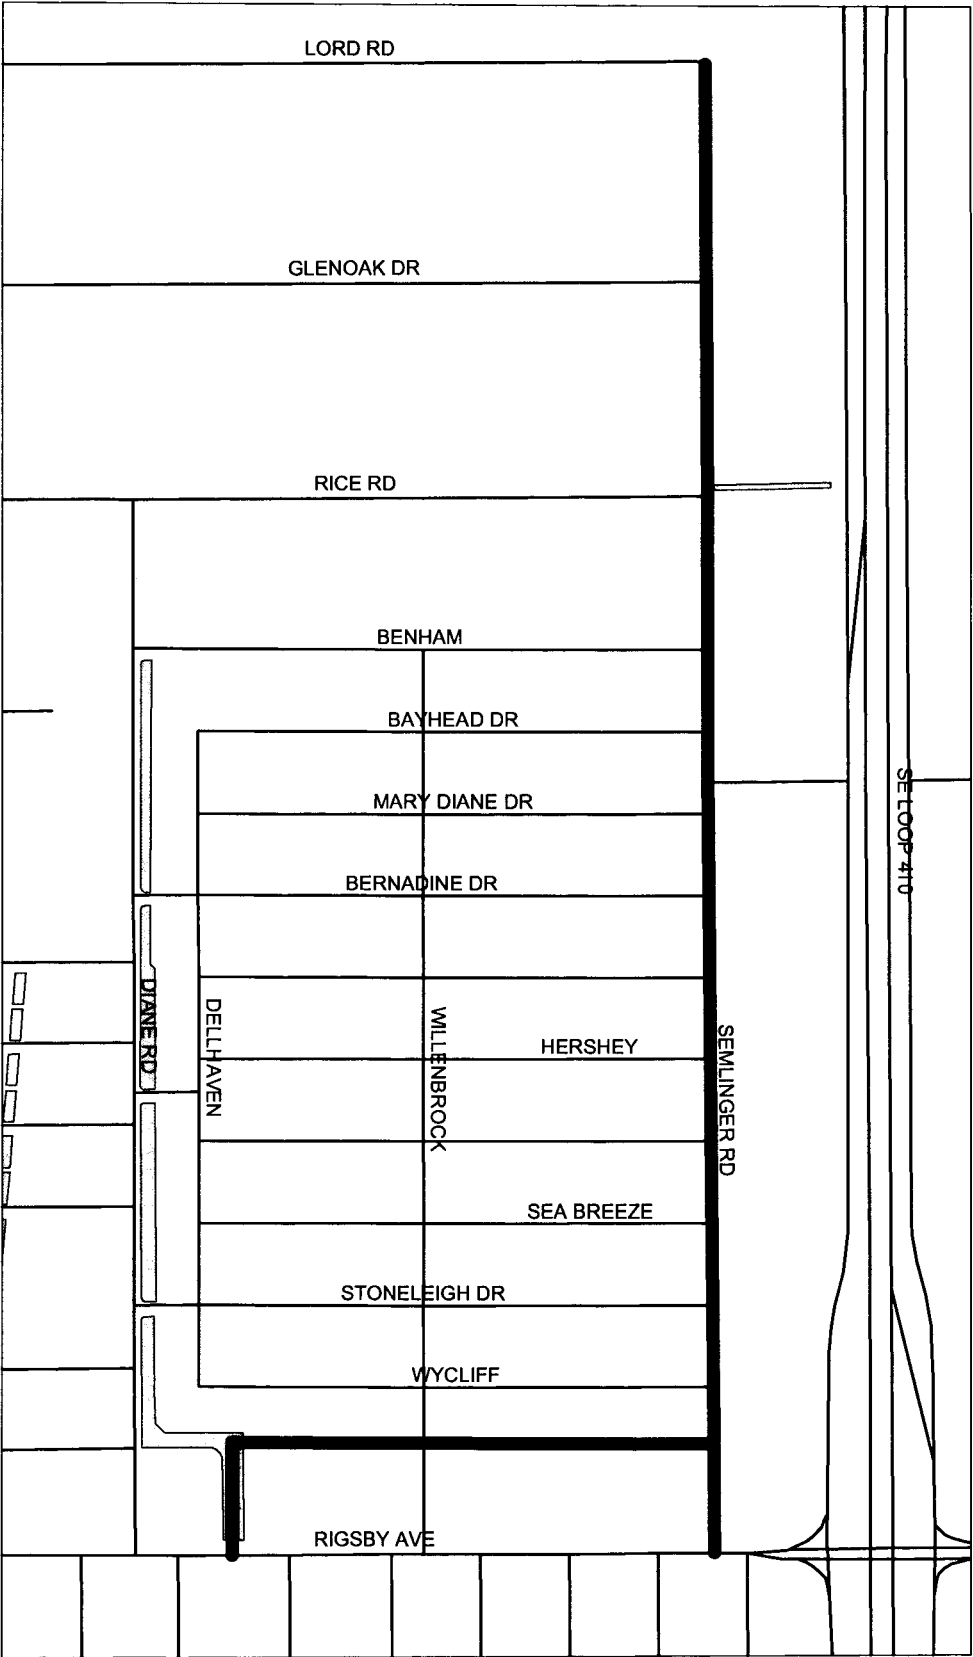 LORD RD
GLENOAK DR
RICE RD
BENHAM
BAYHEAD DR
MARY DIANE DR
SE LOOP 410
BERNADINE DR
DIANE RD
DELLHAVEN
WILLENBROCK
HERSHEY
SEMLINGER RD
SEA BREEZE
STONELEIGH DR
WYCLIFF
RIGSBY AVE